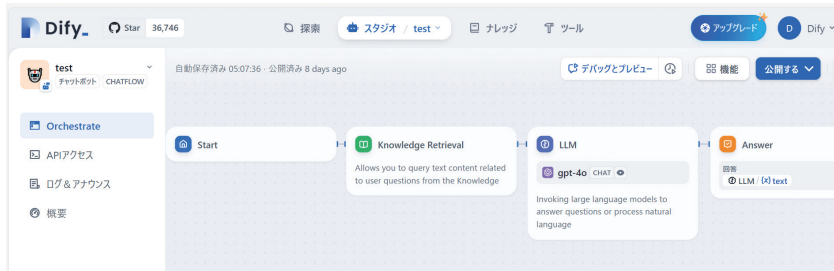 Dify_ Star 36,746 探索 スタジオ / test ナレッジ ツール アップグレード D Dify
test
チャットボット CHATFLOW
自動保存済み 05:07:36 · 公開済み 8 days ago デバッグとプレビュー 機能 公開する
Orchestrate
APIアクセス
ログ＆アナウンス
概要
Start
Knowledge Retrieval
Allows you to query text content related
to user questions from the Knowledge
LLM
gpt-4o CHAT
Invoking large language models to
answer questions or process natural
language
Answer
回答
LLM / {x} text